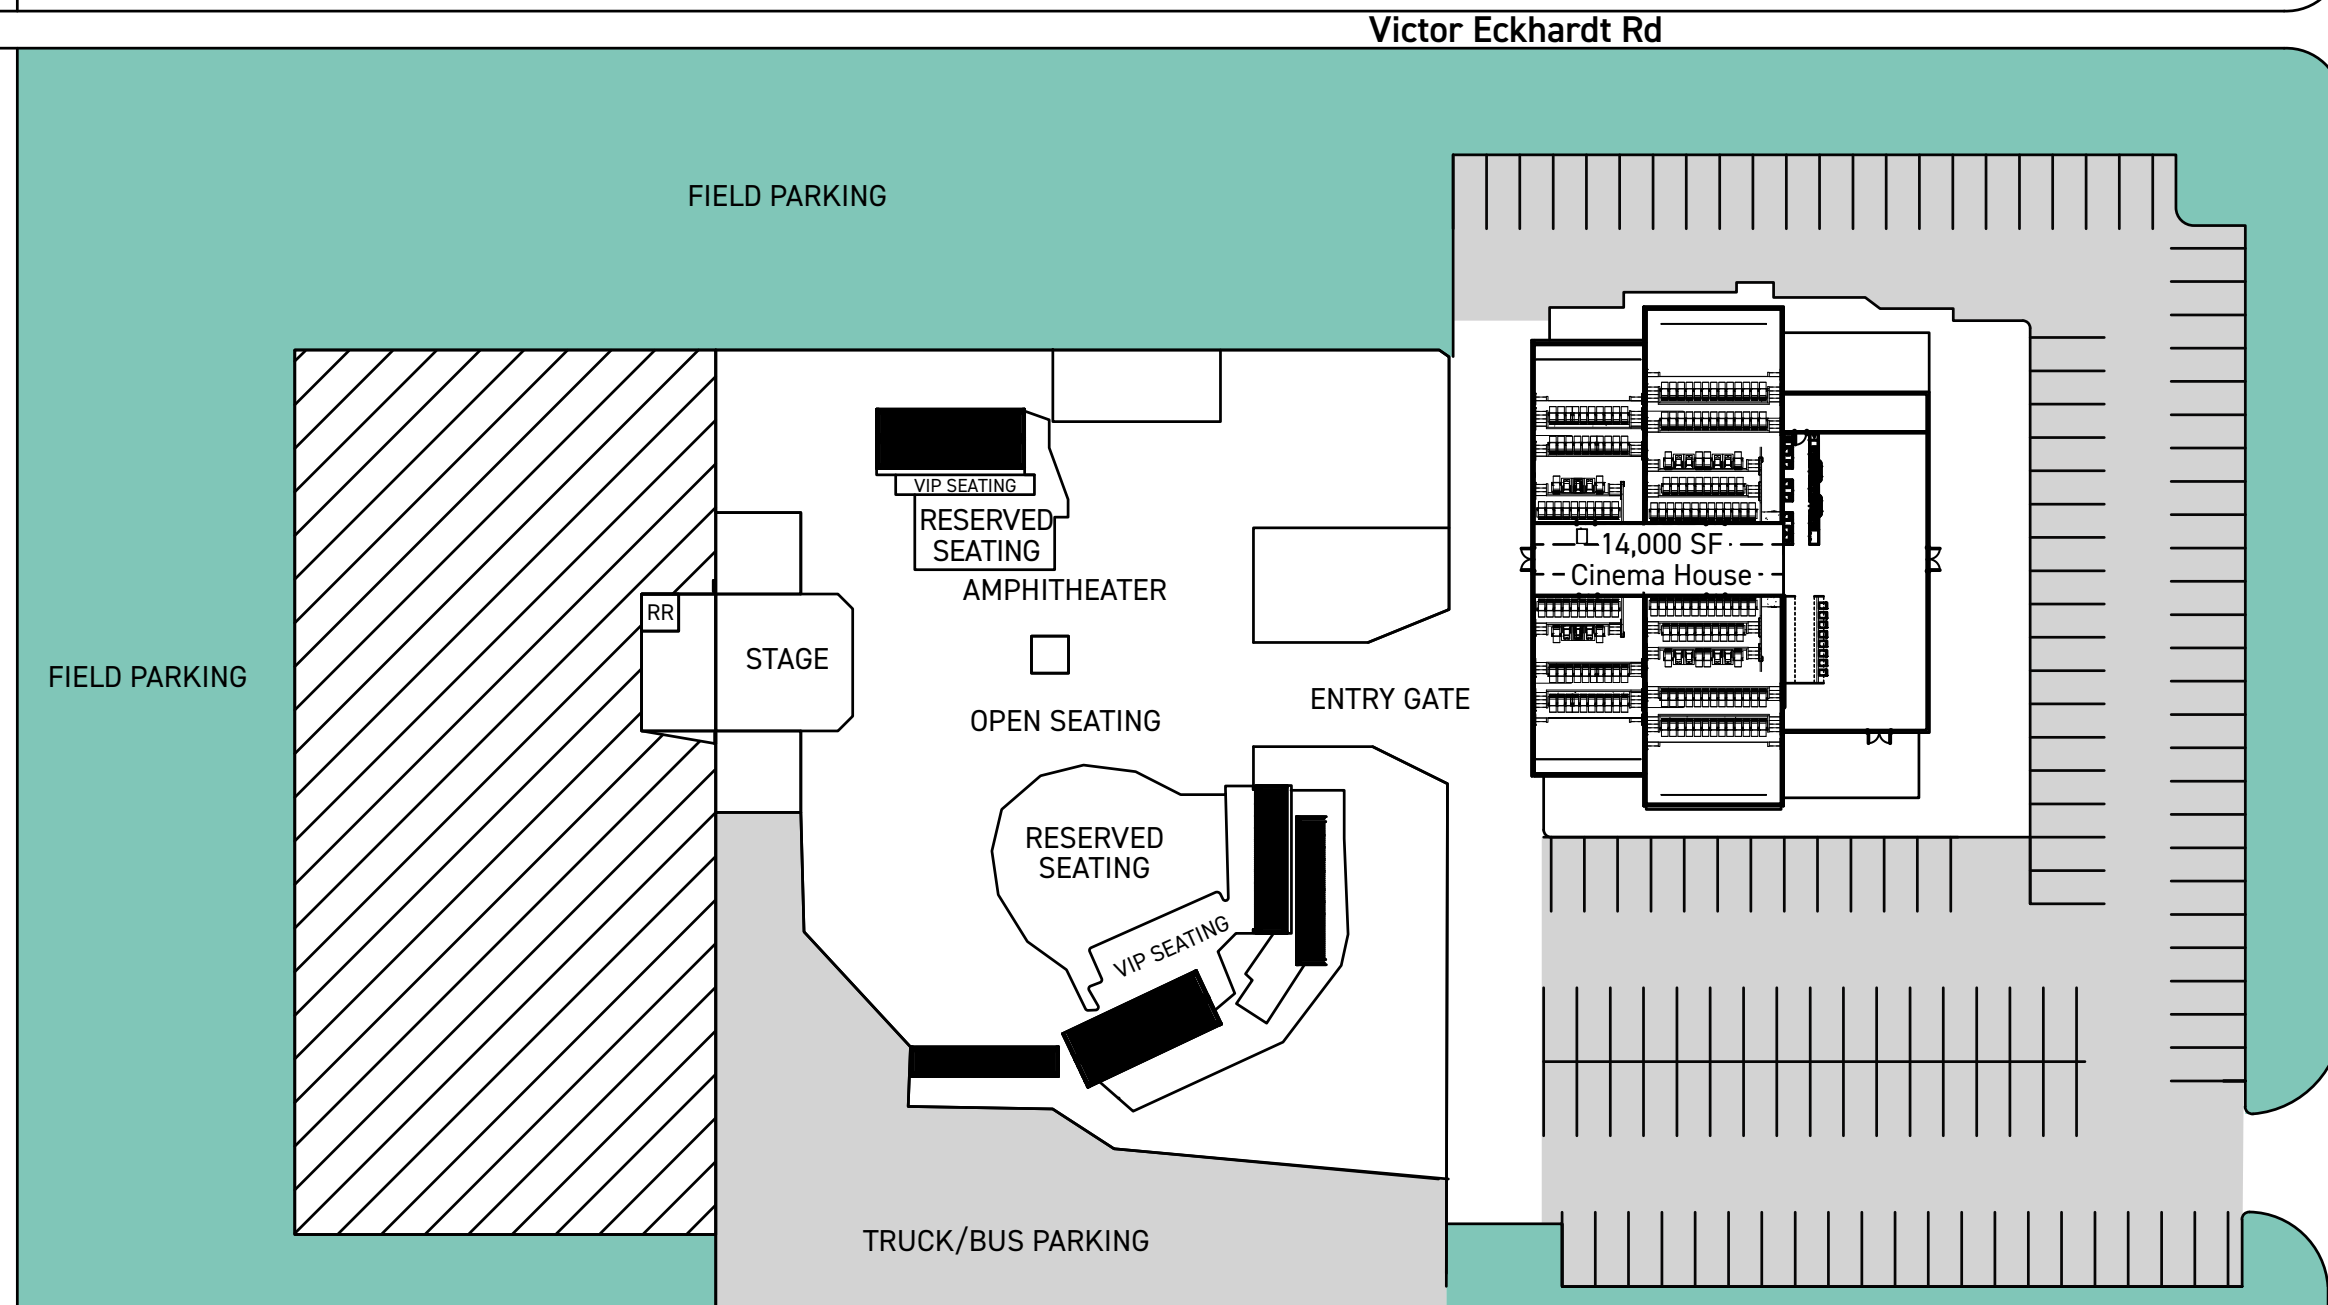 Victor Eckhardt Rd
FIELD PARKING
VIP SEATING
RESERVED
SEATING
14,000 SF
Cinema House
AMPHITHEATER
RR
STAGE
FIELD PARKING
ENTRY GATE
OPEN SEATING
RESERVED
SEATING
VIP SEATING
TRUCK/BUS PARKING